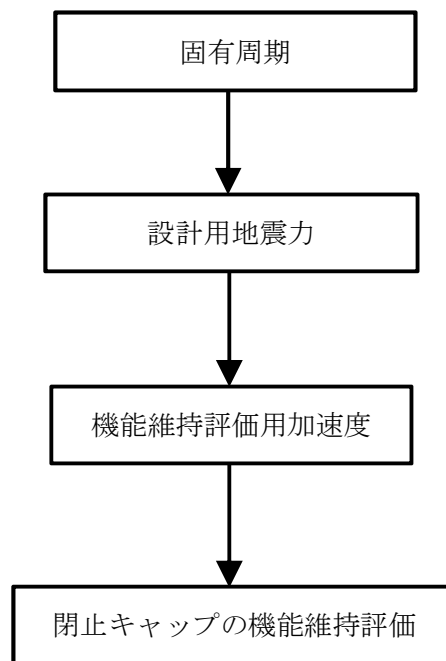 固有周期
設計用地震力
機能維持評価用加速度
閉止キャップの機能維持評価